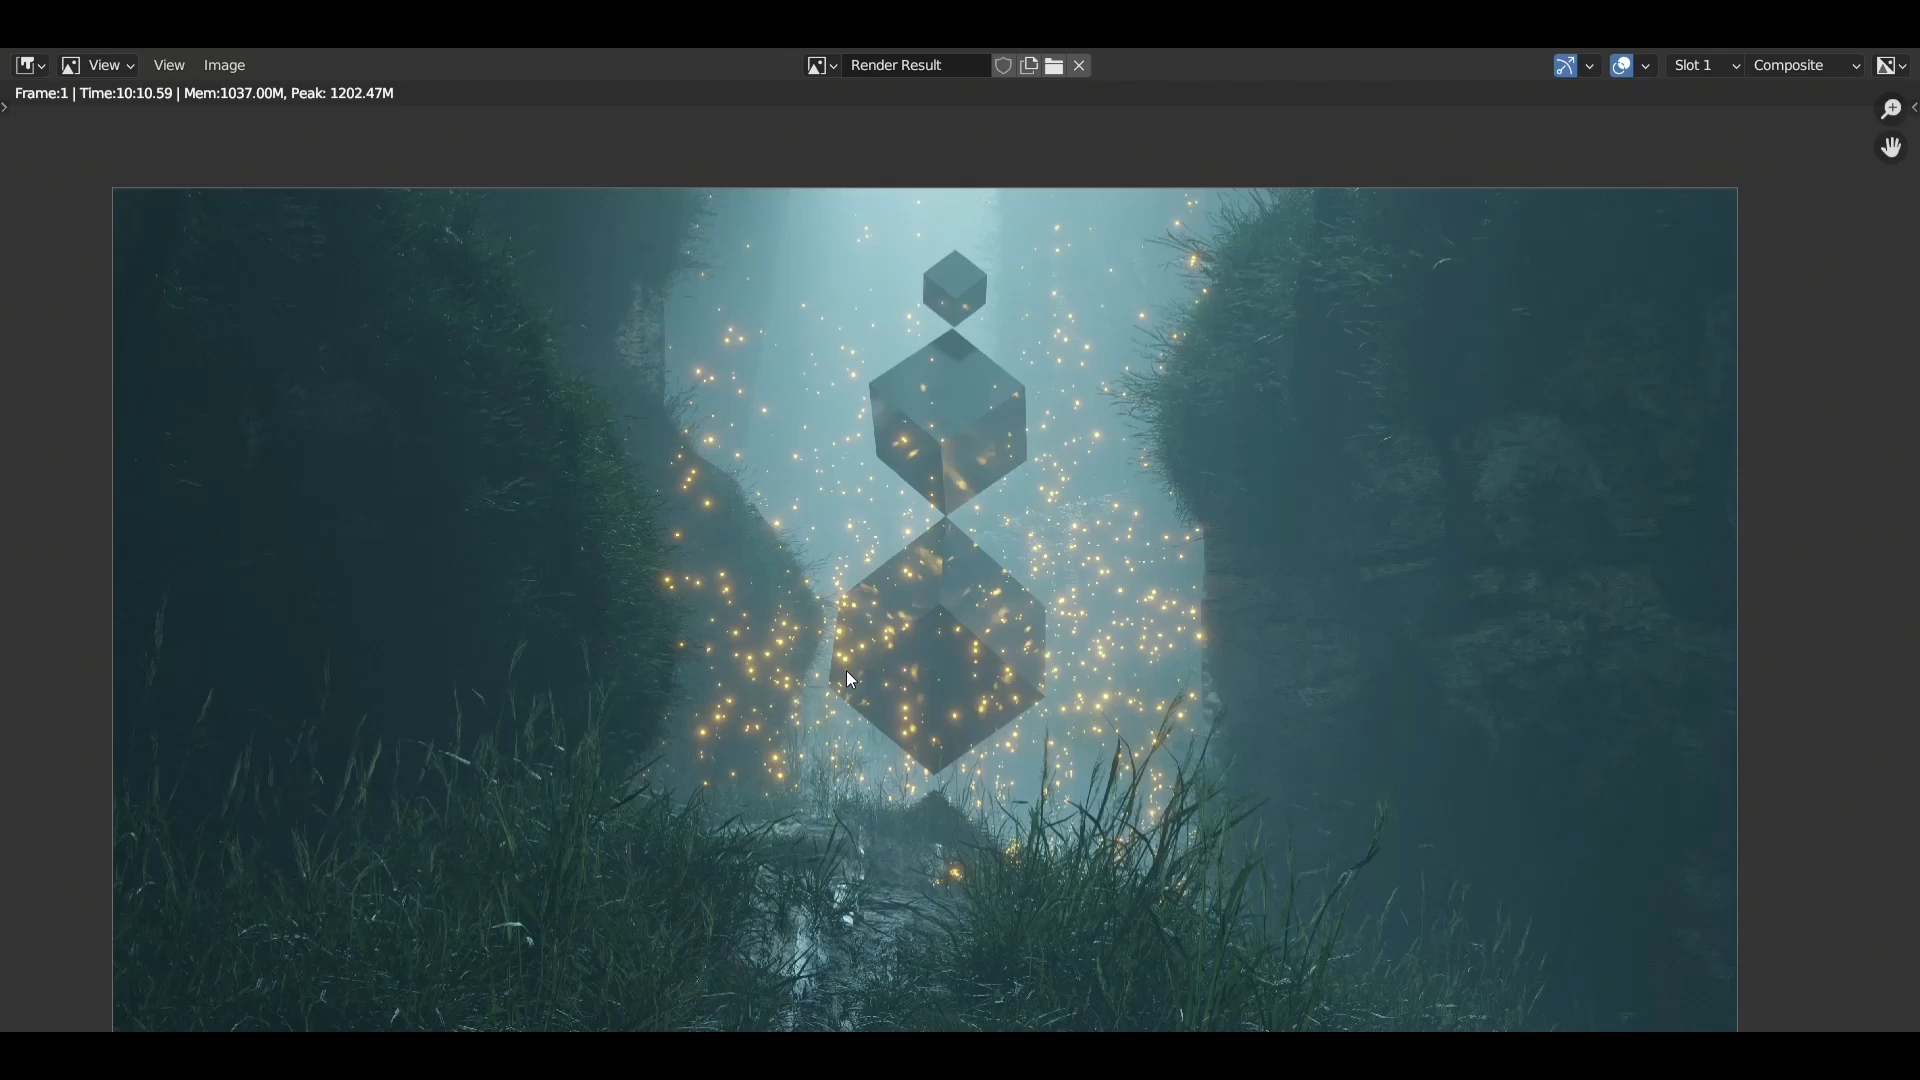 View View Image Render Result Slot 1 Composite
Frame:1 | Time:10:10.59 | Mem:1037.00M, Peak: 1202.47M